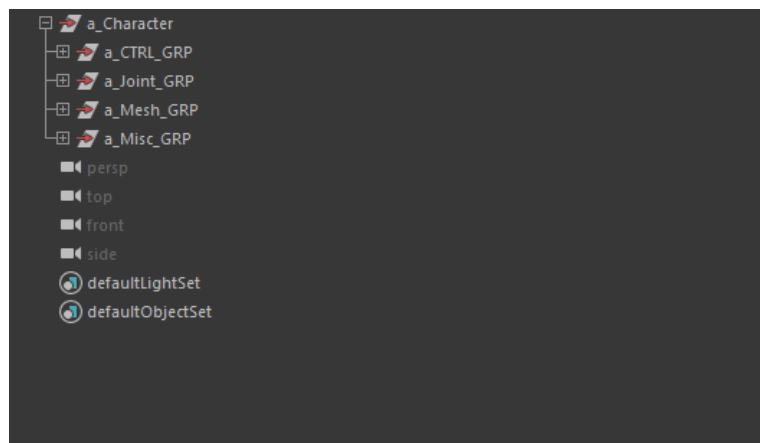 a_Character
a_CTRL_GRP
a_Joint_GRP
a_Mesh_GRP
a_Misc_GRP
persp
top
front
side
defaultLightSet
defaultObjectSet